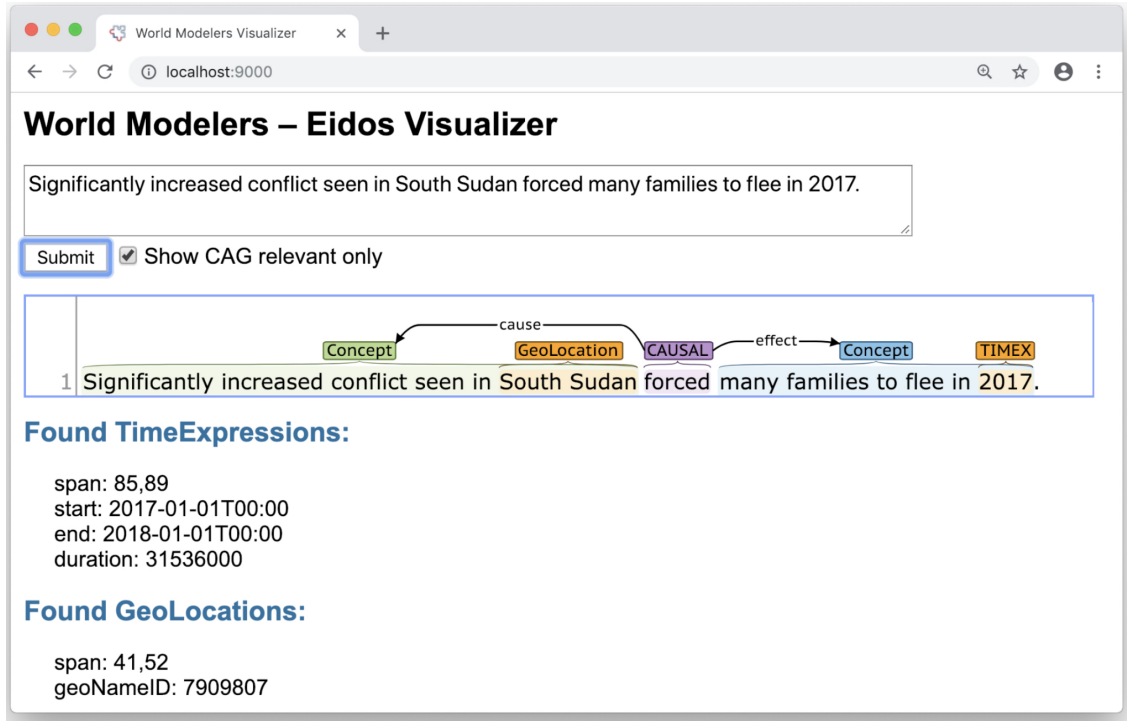 World Modelers Visualizer
localhost:9000
World Modelers – Eidos Visualizer
Significantly increased conflict seen in South Sudan forced many families to flee in 2017.
Submit Show CAG relevant only
cause
Concept GeoLocation CAUSAL effect Concept TIMEX
1 Significantly increased conflict seen in South Sudan forced many families to flee in 2017.
Found TimeExpressions:
span: 85,89
start: 2017-01-01T00:00
end: 2018-01-01T00:00
duration: 31536000
Found GeoLocations:
span: 41,52
geoNameID: 7909807